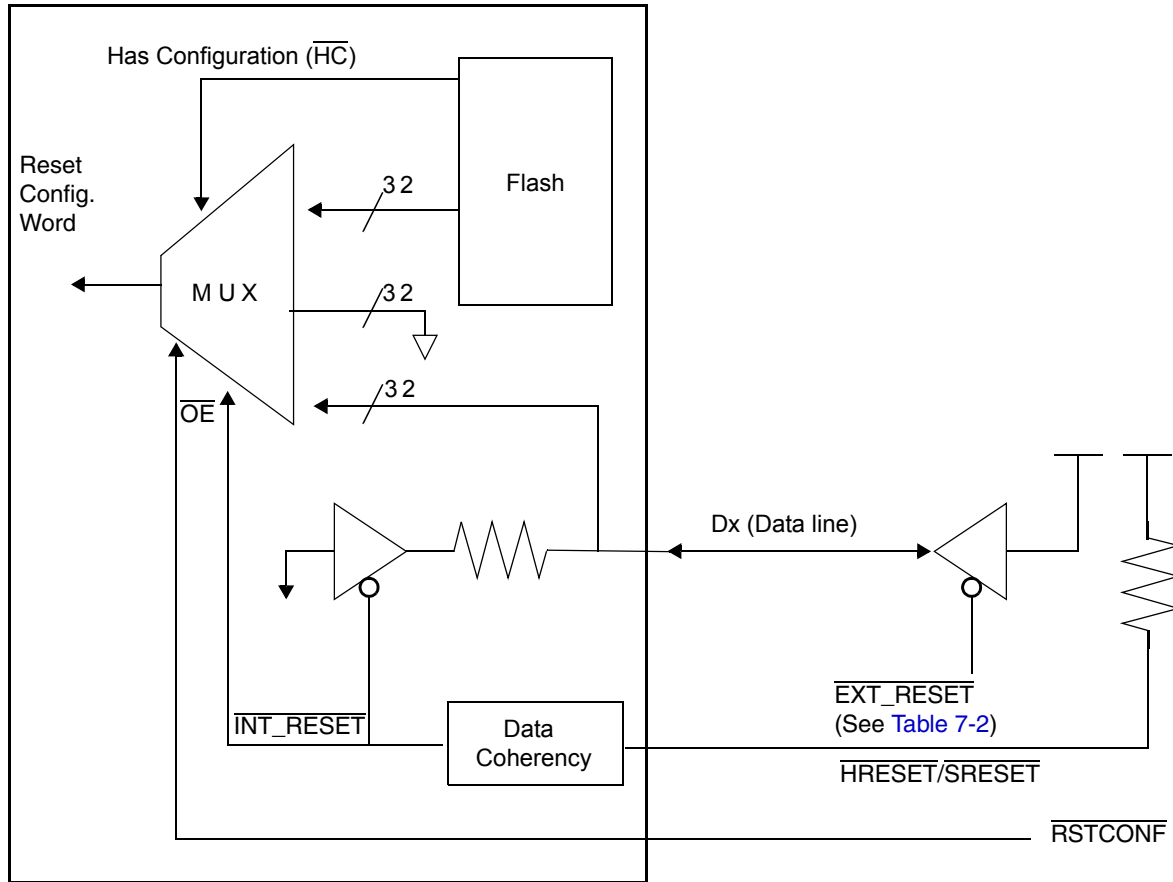 Has Configuration (HC)
Reset
Config.
Word
Flash
32
MUX
32
32
OE
Dx (Data line)
INT_RESET
Data
Coherency
EXT_RESET
(See Table 7-2)
HRESET/SRESET
RSTCONF